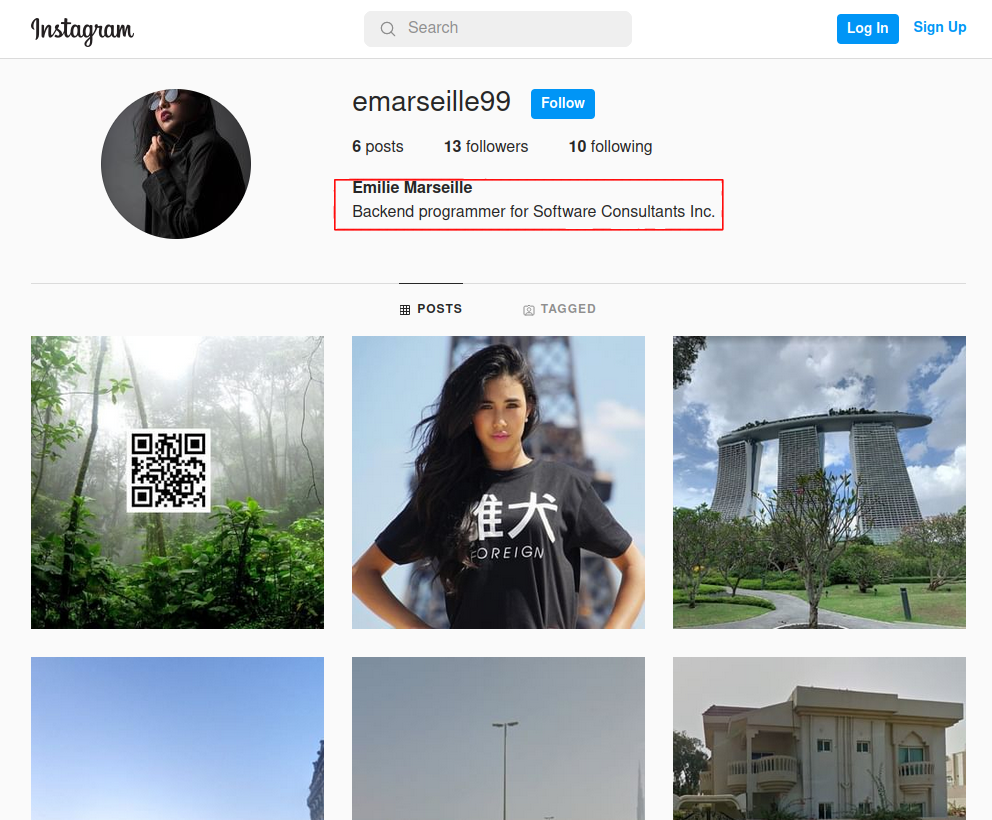 Instagram
Search
Log In
Sign Up
emarseille99
Follow
6 posts
13 followers
10 following
Emilie Marseille
Backend programmer for Software Consultants Inc.
POSTS
TAGGED
犬
FOREIGN